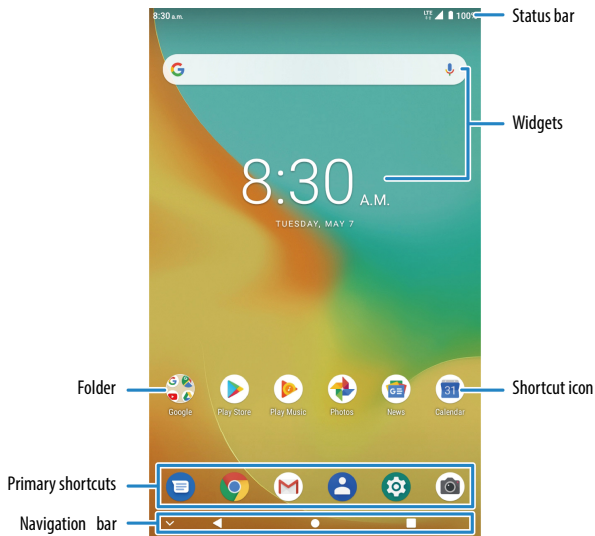 8:30 a.m.
LTE
100%
Status bar
Widgets
8:30 A.M.
TUESDAY, MAY 7
Folder
Shortcut icon
31
Google
Play Store
Play Music
Photos
News
Calendar
Primary shortcuts
Navigation bar